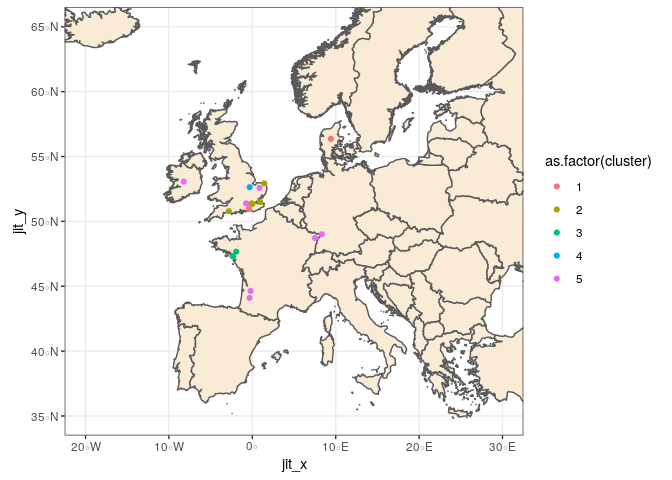 65◦N
60◦N
55◦N
50◦N
45◦N
40◦N
35◦N
20◦W
10◦W
0◦
10◦E
20◦E
30◦E
jit_x
jit_y
as.factor(cluster)
1
2
3
4
5